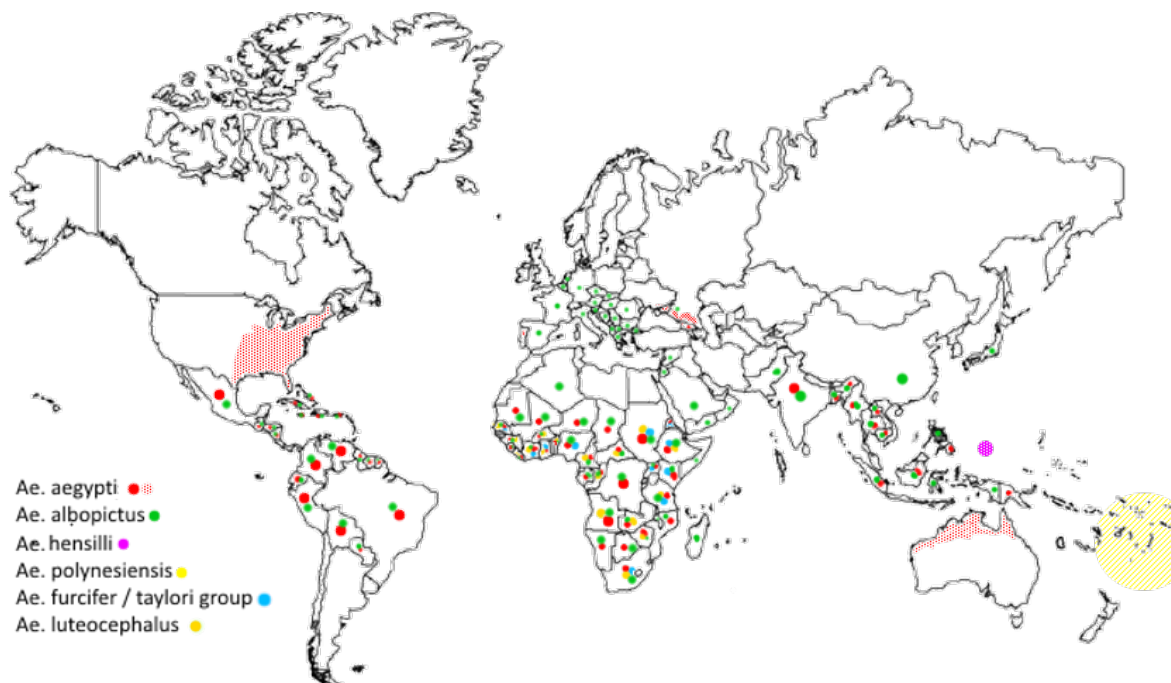 Ae. aegypti
Ae. albopictus
Ae. hensilli
Ae. polynesiensis
Ae. furcifer / taylori group
Ae. luteocephalus